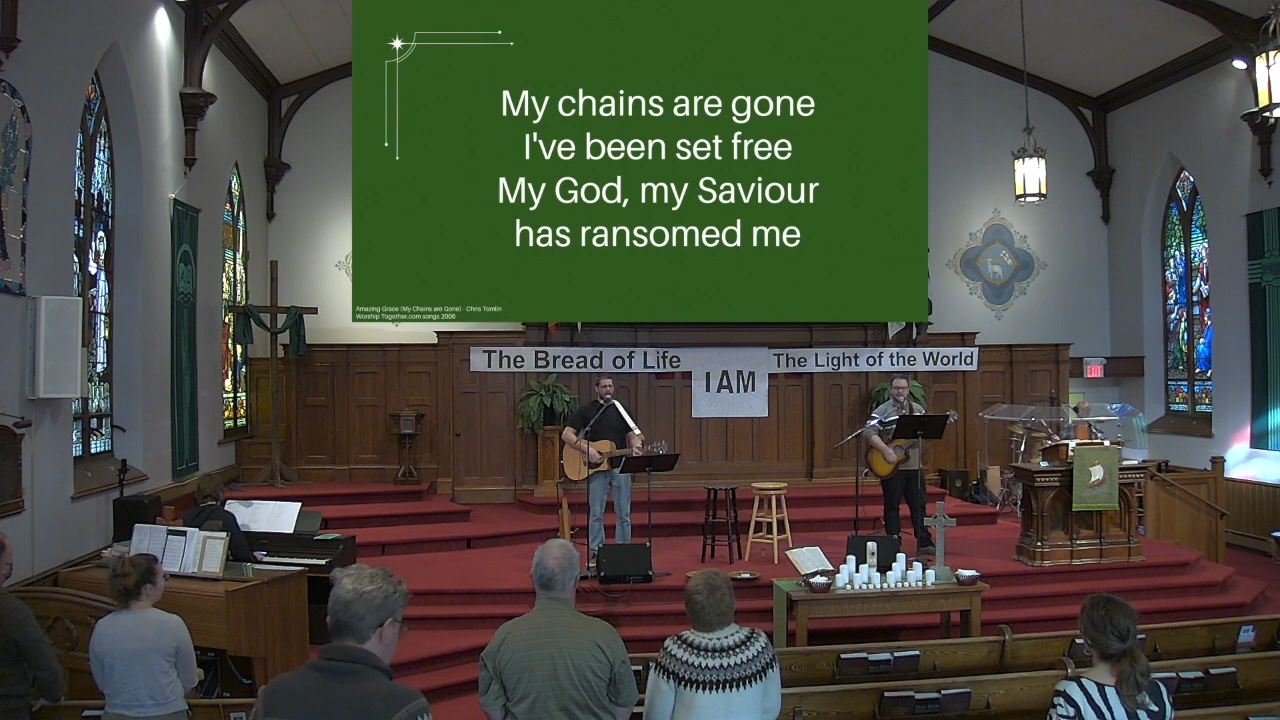 My chains are gone
I've been set free
My God, my Saviour
has ransomed me
Amazing Grace (My Chains are Gone) - Chris Tomlin
Worship Together.com songs 2006
The Bread of Life
I AM
The Light of the World
EXIT